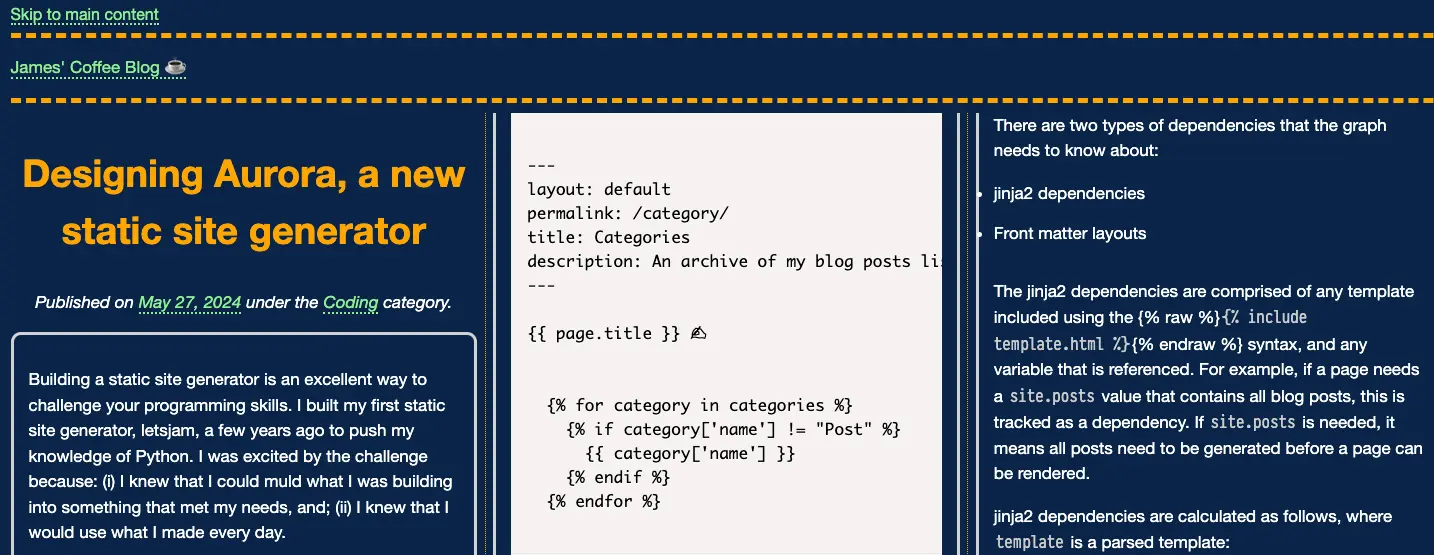 Skip to main content
James' Coffee Blog ☕
Designing Aurora, a new
static site generator
Published on May 27, 2024 under the Coding category.
Building a static site generator is an excellent way to
challenge your programming skills. I built my first static
site generator, letsjam, a few years ago to push my
knowledge of Python. I was excited by the challenge
because: (i) I knew that I could muld what I was building
into something that met my needs, and; (ii) I knew that I
would use what I made every day.
---
layout: default
permalink: /category/
title: Categories
description: An archive of my blog posts li
---
{{ page.title }} ✍
{% for category in categories %}
{% if category['name'] != "Post" %}
{{ category['name'] }}
{% endif %}
{% endfor %}
There are two types of dependencies that the graph
needs to know about:
• jinja2 dependencies
• Front matter layouts
The jinja2 dependencies are comprised of any template
included using the {% raw %}{% include
template.html %}{% endraw %} syntax, and any
variable that is referenced. For example, if a page needs
a site.posts value that contains all blog posts, this is
tracked as a dependency. If site.posts is needed, it
means all posts need to be generated before a page can
be rendered.
jinja2 dependencies are calculated as follows, where
template is a parsed template: